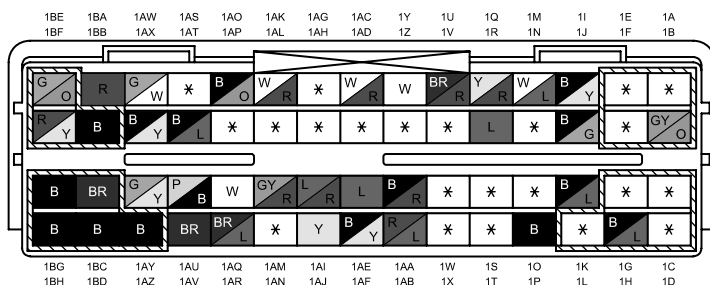 1BE 1BA 1AW 1AS 1AO 1AK 1AG 1AC 1Y 1U 1Q 1M 1I 1E 1A
1BF 1BB 1AX 1AT 1AP 1AL 1AH 1AD 1Z 1V 1R 1N 1J 1F 1B
G O R G W * B O W R * W R W BR R Y R W L B Y * *
R Y B B Y B L * * * * * * L * B G * GY O
B BR G Y P B W GY R L R L B R * * * B L * *
B B B BR BR L * Y B Y R L * * B * B L *
1BG 1BC 1AY 1AU 1AQ 1AM 1AI 1AE 1AA 1W 1S 1O 1K 1G 1C
1BH 1BD 1AZ 1AV 1AR 1AN 1AJ 1AF 1AB 1X 1T 1P 1L 1H 1D